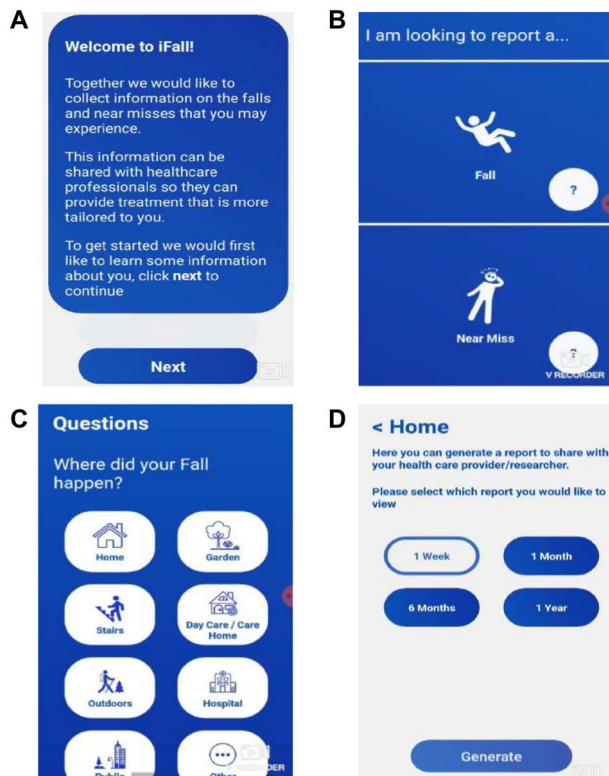 A
Welcome to iFall!
Together we would like to
collect information on the falls
and near misses that you may
experience.
This information can be
shared with healthcare
professionals so they can
provide treatment that is more
tailored to you.
To get started we would first
like to learn some information
about you, click next to
continue
Next
B
I am looking to report a...
Fall
?
Near Miss
?
V RECORDER
C
Questions
Where did your Fall
happen?
Home
Garden
Stairs
Day Care / Care
Home
Outdoors
Hospital
Public
Other
D
< Home
Here you can generate a report to share with
your health care provider/researcher.
Please select which report you would like to
view
1 Week
1 Month
6 Months
1 Year
Generate